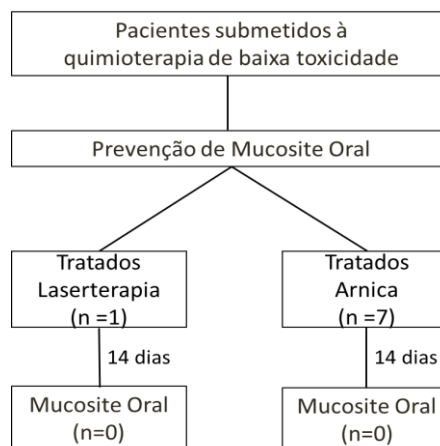 Pacientes submetidos à
quimioterapia de baixa toxicidade
Prevenção de Mucosite Oral
Tratados
Laserterapia
(n =1)
Tratados
Arnica
(n =7)
14 dias
14 dias
Mucosite Oral
(n=0)
Mucosite Oral
(n=0)